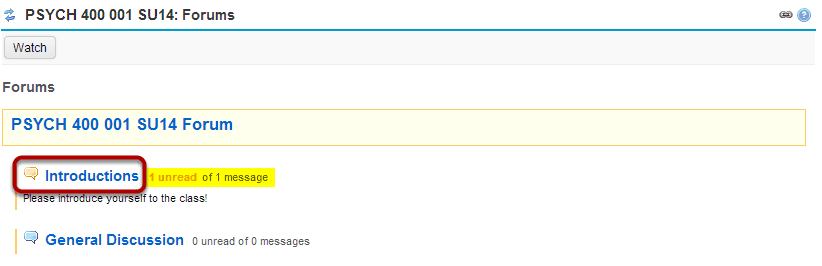 PSYCH 400 001 SU14: Forums
Watch
Forums
PSYCH 400 001 SU14 Forum
Introductions 1 unread of 1 message
Please introduce yourself to the class!
General Discussion 0 unread of 0 messages